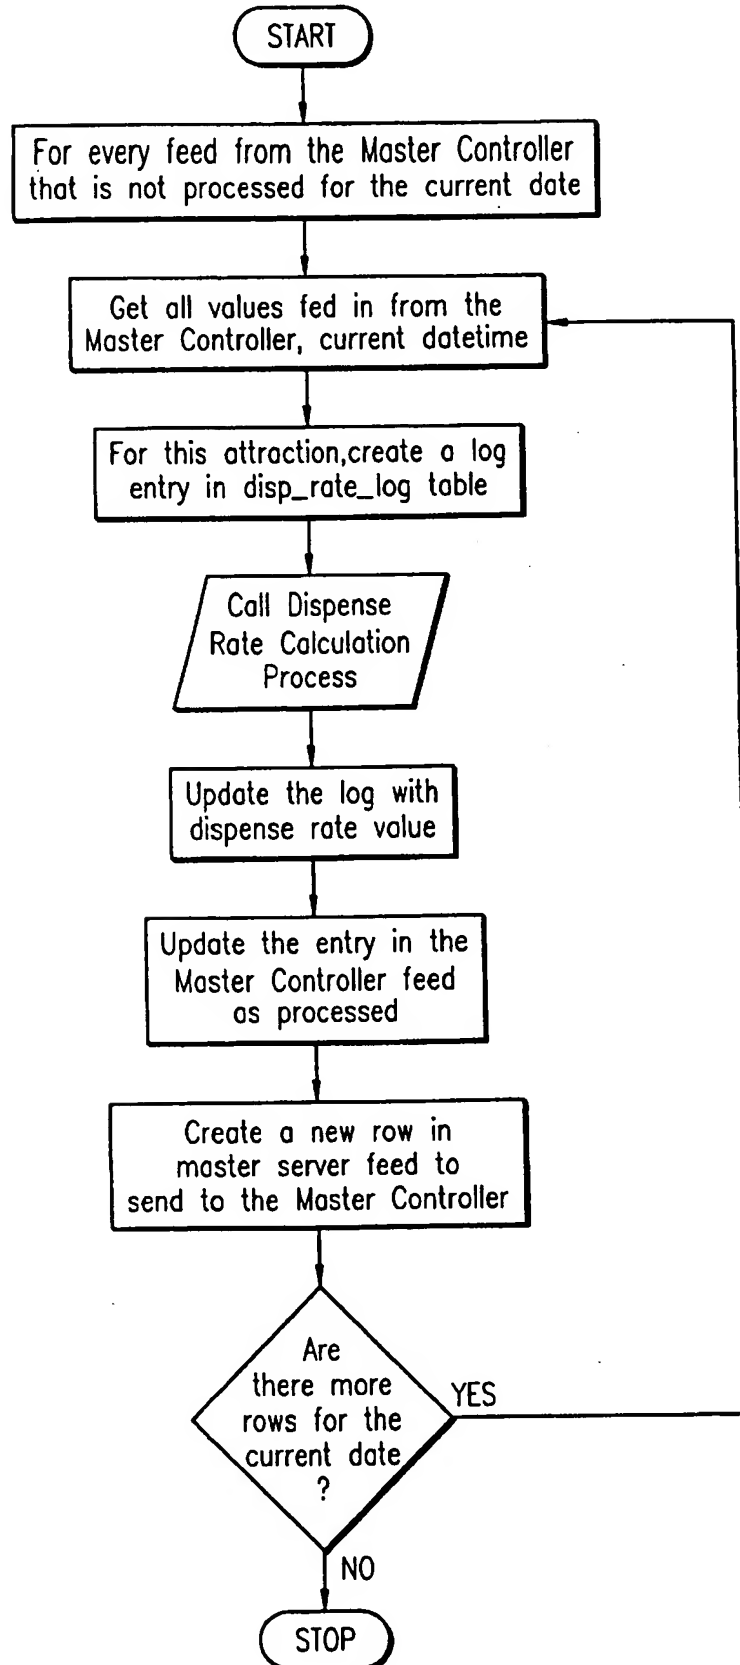 START
For every feed from the Master Controller
that is not processed for the current date
Get all values fed in from the
Master Controller, current datetime
For this attraction,create a log
entry in disp_rate_log table
Call Dispense
Rate Calculation
Process
Update the log with
dispense rate value
Update the entry in the
Master Controller feed
as processed
Create a new row in
master server feed to
send to the Master Controller
Are
there more
rows for the
current date
?
YES
NO
STOP